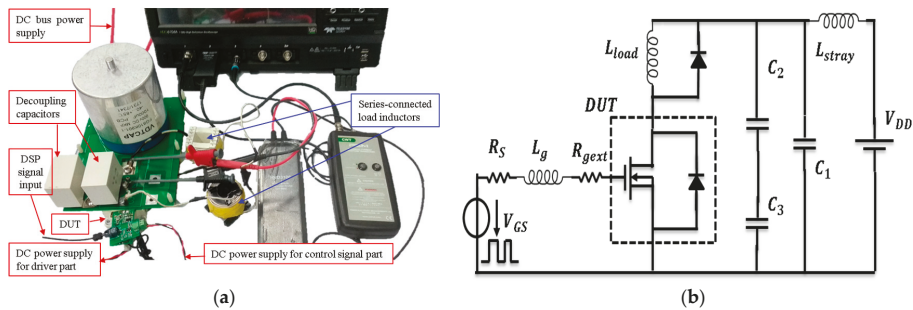 DC bus power
supply
Decoupling
capacitors
DSP
signal
input
DUT
DC power supply
for driver part
DC power supply for control signal part
Series-connected
load inductors
VDTCAP
(a)
L_load
DUT
R_S
L_g
R_gext
V_GS
C_2
C_3
C_1
L_stray
V_DD
(b)